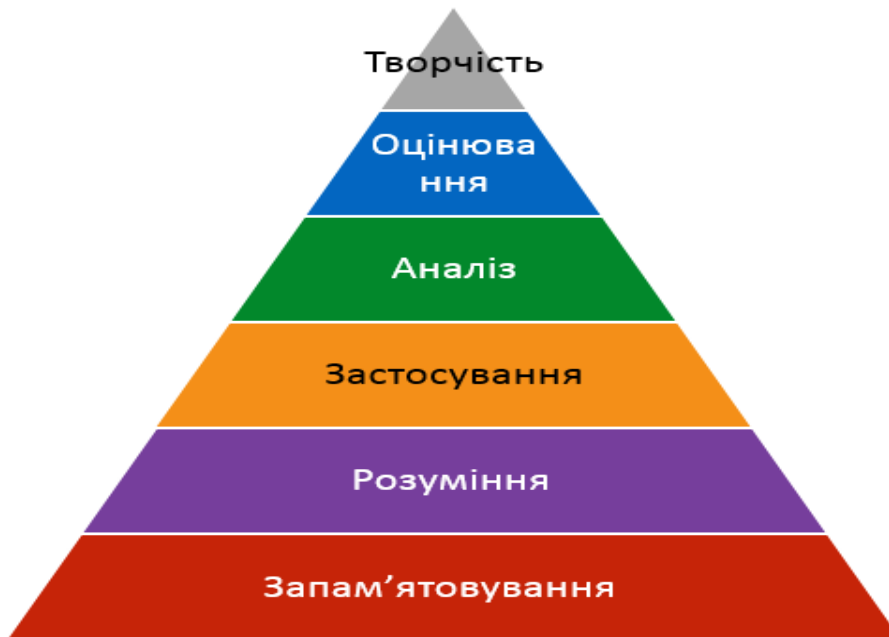 Творчість
Оцінюва
ння
Аналіз
Застосування
Розуміння
Запам’ятовування